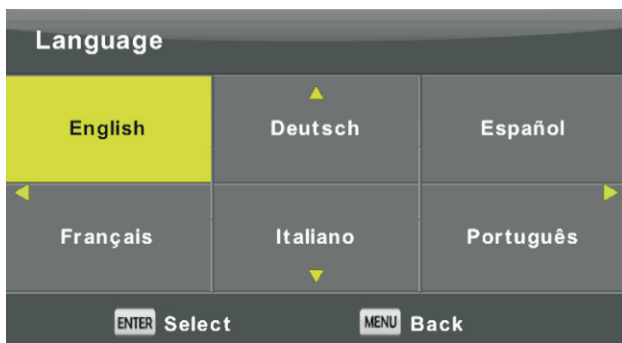 Language
English Deutsch Español
Français Italiano Português
ENTER Select MENU Back